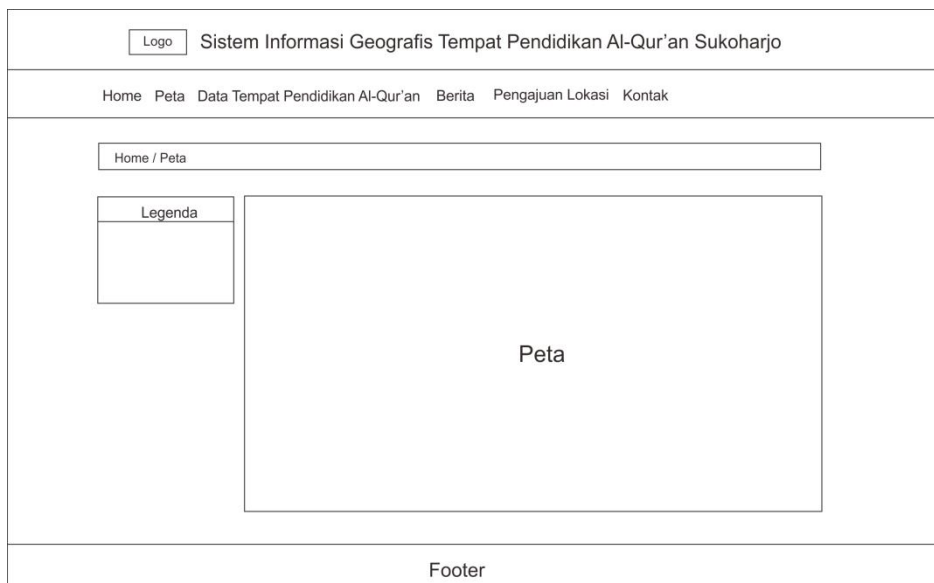 Logo Sistem Informasi Geografis Tempat Pendidikan Al-Qur’an Sukoharjo
Home Peta Data Tempat Pendidikan Al-Qur’an Berita Pengajuan Lokasi Kontak
Home / Peta
Legenda
Peta
Footer